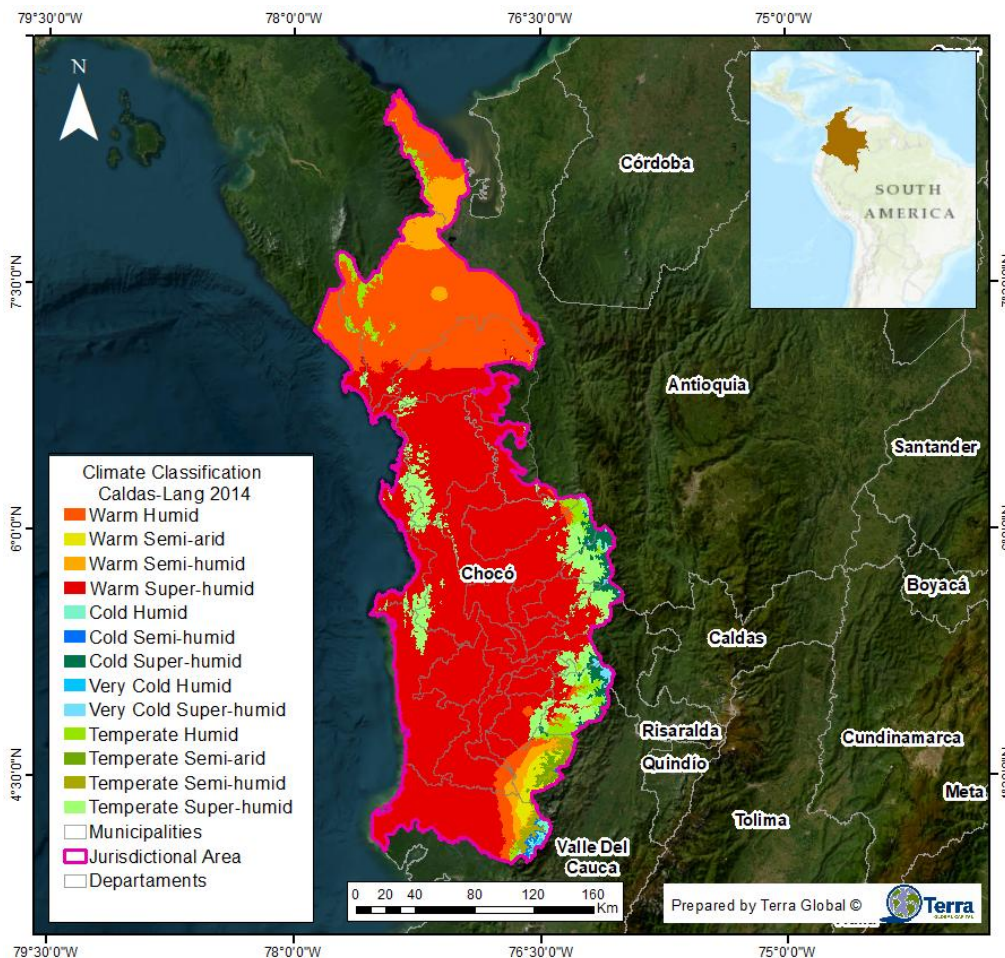 79°30'0"W 78°0'0"W 76°30'0"W 75°0'0"W
N
SOUTH
AMERICA
Córdoba
7°30'0"N
Antioquia
Santander
6°0'0"N
Chocó
Boyacá
Caldas
Risaralda
Cundinamarca
Quindío
4°30'0"N
Meta
Tolima
Valle Del
Cauca
Climate Classification
Caldas-Lang 2014
Warm Humid
Warm Semi-arid
Warm Semi-humid
Warm Super-humid
Cold Humid
Cold Semi-humid
Cold Super-humid
Very Cold Humid
Very Cold Super-humid
Temperate Humid
Temperate Semi-arid
Temperate Semi-humid
Temperate Super-humid
Municipalities
Jurisdictional Area
Departaments
0 20 40 80 120 160
Km
Prepared by Terra Global ©
Terra
GLOBAL CAPITAL
79°30'0"W 78°0'0"W 76°30'0"W 75°0'0"W